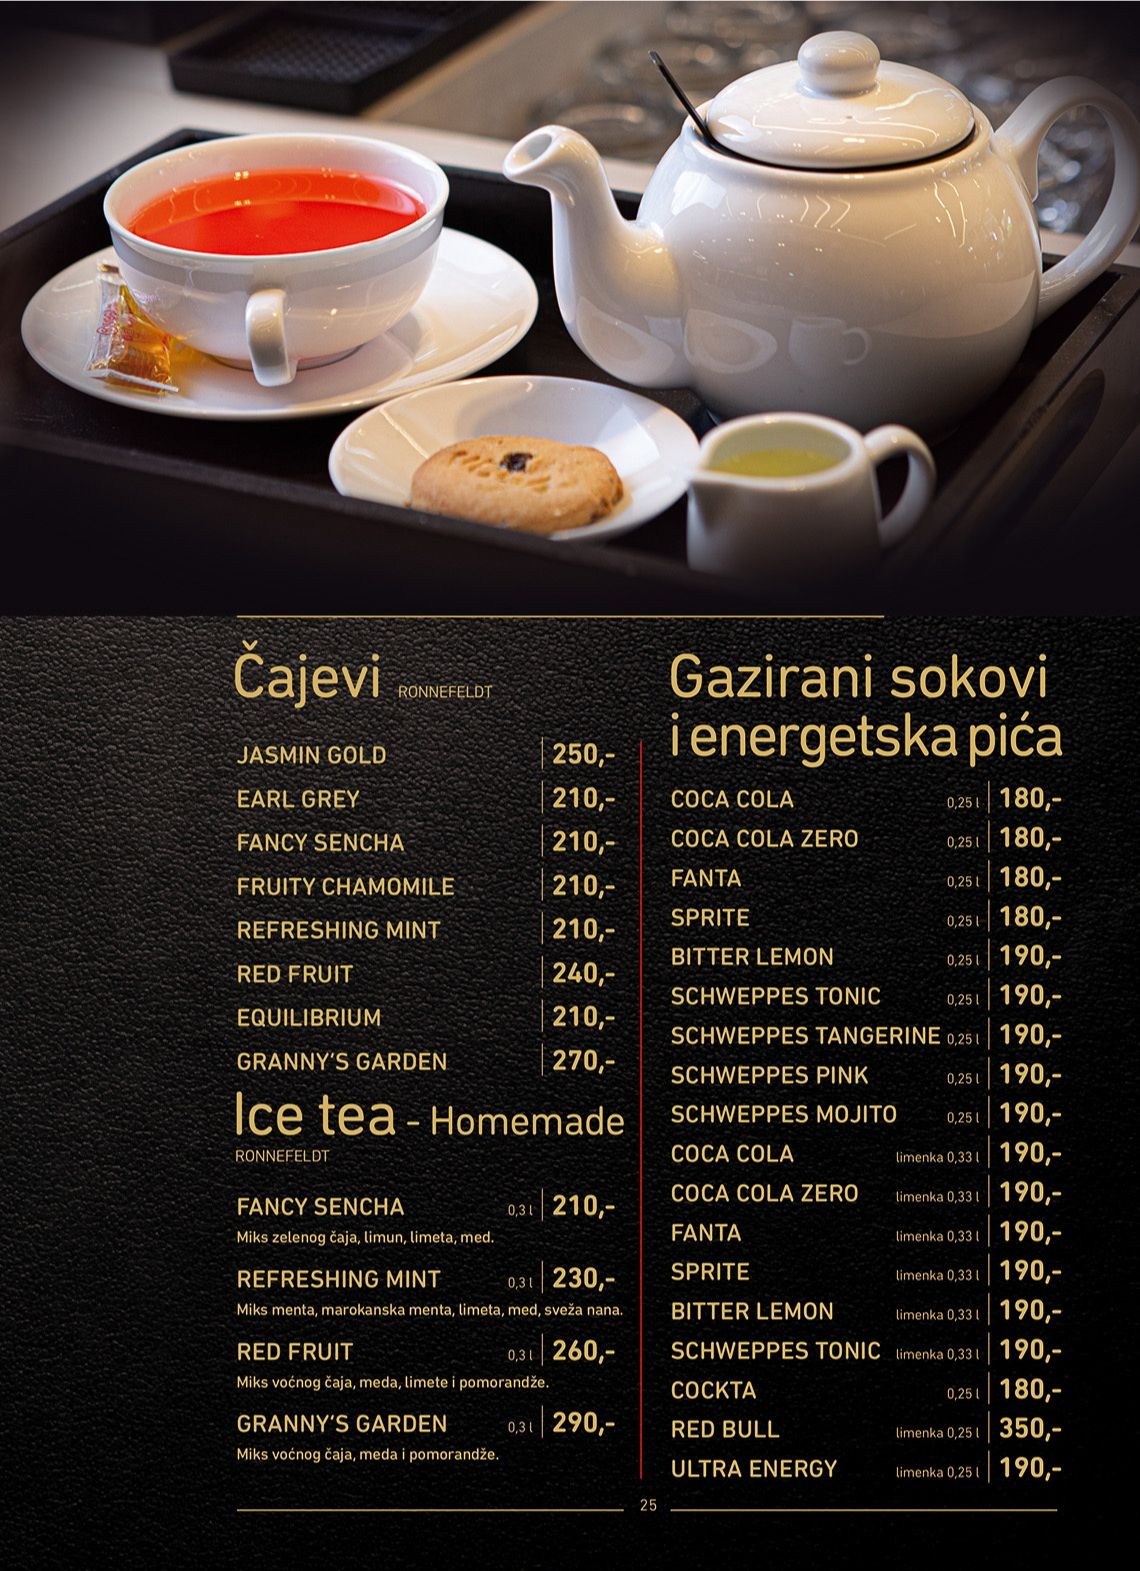 Čajevi RONNEFELDT
JASMIN GOLD 250,-
EARL GREY 210,-
FANCY SENCHA 210,-
FRUITY CHAMOMILE 210,-
REFRESHING MINT 210,-
RED FRUIT 240,-
EQUILIBRIUM 210,-
GRANNY'S GARDEN 270,-
Ice tea - Homemade
RONNEFELDT
FANCY SENCHA 0,3 l 210,-
Miks zelenog čaja, limun, limeta, med.
REFRESHING MINT 0,3 l 230,-
Miks menta, marokanska menta, limeta, med, sveža nana.
RED FRUIT 0,3 l 260,-
Miks voćnog čaja, meda, limete i pomorandže.
GRANNY'S GARDEN 0,3 l 290,-
Miks voćnog čaja, meda i pomorandže.
Gazirani sokovi
i energetska pića
COCA COLA 0,25 l 180,-
COCA COLA ZERO 0,25 l 180,-
FANTA 0,25 l 180,-
SPRITE 0,25 l 180,-
BITTER LEMON 0,25 l 190,-
SCHWEPPES TONIC 0,25 l 190,-
SCHWEPPES TANGERINE 0,25 l 190,-
SCHWEPPES PINK 0,25 l 190,-
SCHWEPPES MOJITO 0,25 l 190,-
COCA COLA limenka 0,33 l 190,-
COCA COLA ZERO limenka 0,33 l 190,-
FANTA limenka 0,33 l 190,-
SPRITE limenka 0,33 l 190,-
BITTER LEMON limenka 0,33 l 190,-
SCHWEPPES TONIC limenka 0,33 l 190,-
COCKTA 0,25 l 180,-
RED BULL limenka 0,25 l 350,-
ULTRA ENERGY limenka 0,25 l 190,-
25